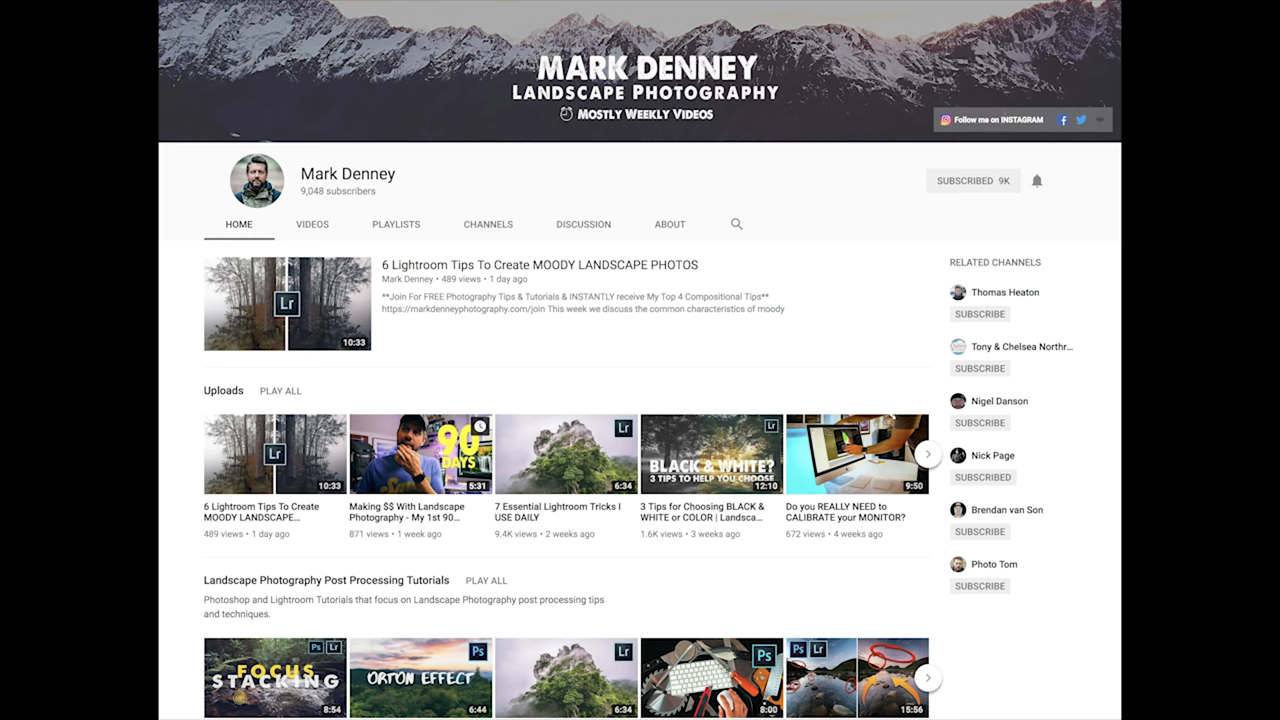 MARK DENNEY
LANDSCAPE PHOTOGRAPHY
MOSTLY WEEKLY VIDEOS
Follow me on INSTAGRAM
Mark Denney
9,048 subscribers
SUBSCRIBED 9K
HOME VIDEOS PLAYLISTS CHANNELS DISCUSSION ABOUT
Lr
10:33
6 Lightroom Tips To Create MOODY LANDSCAPE PHOTOS
Mark Denney • 489 views • 1 day ago
**Join For FREE Photography Tips & Tutorials & INSTANTLY receive My Top 4 Compositional Tips**
https://markdenneyphotography.com/join This week we discuss the common characteristics of moody
RELATED CHANNELS
Thomas Heaton
SUBSCRIBE
Tony & Chelsea Northr...
SUBSCRIBE
Nigel Danson
SUBSCRIBE
Nick Page
SUBSCRIBED
Brendan van Son
SUBSCRIBE
Photo Tom
SUBSCRIBE
Uploads PLAY ALL
Lr
10:33
90
DAYS
5:31
Lr
6:34
Lr
BLACK & WHITE?
3 TIPS TO HELP YOU CHOOSE
12:10
9:50
6 Lightroom Tips To Create
MOODY LANDSCAPE...
489 views • 1 day ago
Making $$ With Landscape
Photography - My 1st 90...
871 views • 1 week ago
7 Essential Lightroom Tricks I
USE DAILY
9.4K views • 2 weeks ago
3 Tips for Choosing BLACK &
WHITE or COLOR | Landsca...
1.6K views • 3 weeks ago
Do you REALLY NEED to
CALIBRATE your MONITOR?
672 views • 4 weeks ago
Landscape Photography Post Processing Tutorials PLAY ALL
Photoshop and Lightroom Tutorials that focus on Landscape Photography post processing tips
and techniques.
Ps Lr
FOCUS
STACKING
8:54
Ps
ORTON EFFECT
6:44
Lr
6:34
Ps
8:00
Ps Lr
15:56